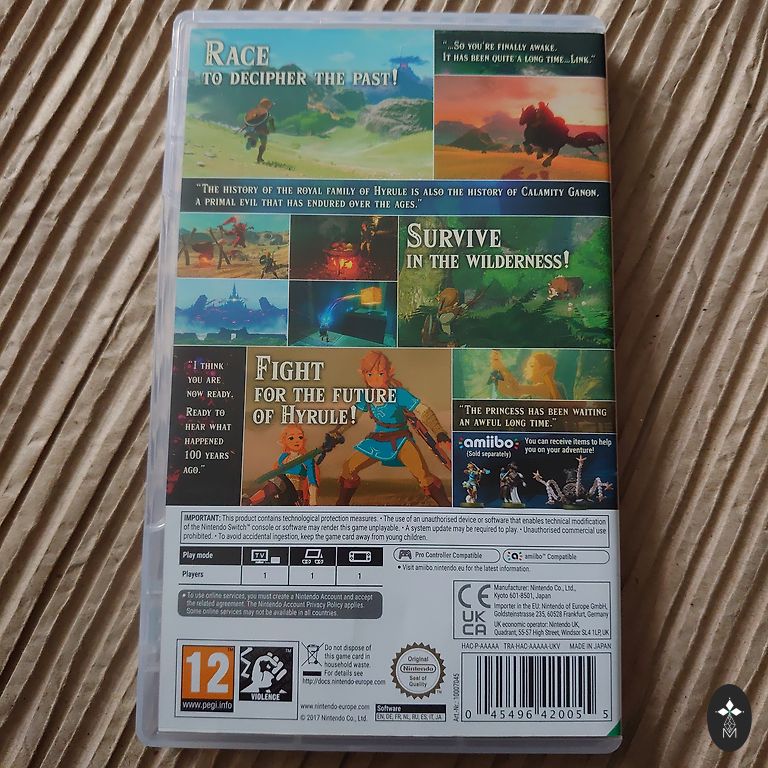 RACE
TO DECIPHER THE PAST!
"...SO YOU'RE FINALLY AWAKE.
IT HAS BEEN QUITE A LONG TIME...LINK."
"THE HISTORY OF THE ROYAL FAMILY OF HYRULE IS ALSO THE HISTORY OF CALAMITY GANON,
A PRIMAL EVIL THAT HAS ENDURED OVER THE AGES."
SURVIVE
IN THE WILDERNESS!
"I THINK
YOU ARE
NOW READY.
READY TO
HEAR WHAT
HAPPENED
100 YEARS
AGO."
FIGHT
FOR THE FUTURE
OF HYRULE!
"THE PRINCESS HAS BEEN WAITING
AN AWFUL LONG TIME."
amiibo
(Sold separately)
You can receive items to help
you on your adventure!
IMPORTANT: This product contains technological protection measures. • The use of an unauthorised device or software that enables technical modification
of the Nintendo Switch™ console or software may render this game unplayable. • A system update may be required to play. • Unauthorised commercial use
prohibited. • To avoid accidental ingestion, keep the game card away from young children.
Play mode
TV
Players
1
1
1
Pro Controller Compatible
amiibo™ Compatible
• Visit amiibo.nintendo.eu for the latest information.
• To use online services, you must create a Nintendo Account and accept
the related agreement. The Nintendo Account Privacy Policy applies.
Some online services may not be available in all countries.
CE
UK
CA
Manufacturer: Nintendo Co., Ltd.,
Kyoto 601-8501, Japan
Importer in the EU: Nintendo of Europe GmbH,
Goldsteinstrasse 235, 60528 Frankfurt, Germany
UK economic operator: Nintendo UK,
Quadrant, 55-57 High Street, Windsor SL4 1LP, UK
HAC-P-AAAAA TRA-HAC-AAAAA-UKV MADE IN JAPAN
12
www.pegi.info
VIOLENCE
Do not dispose of
this game card in
household waste.
For details see
http://docs.nintendo-europe.com
Original
Nintendo
Seal of
Quality
www.nintendo-europe.com
© 2017 Nintendo Co., Ltd.
Software
EN, DE, FR, NL, RU, ES, IT, JA
Art.-Nr.: 10007045
0 45496 42005 5
M